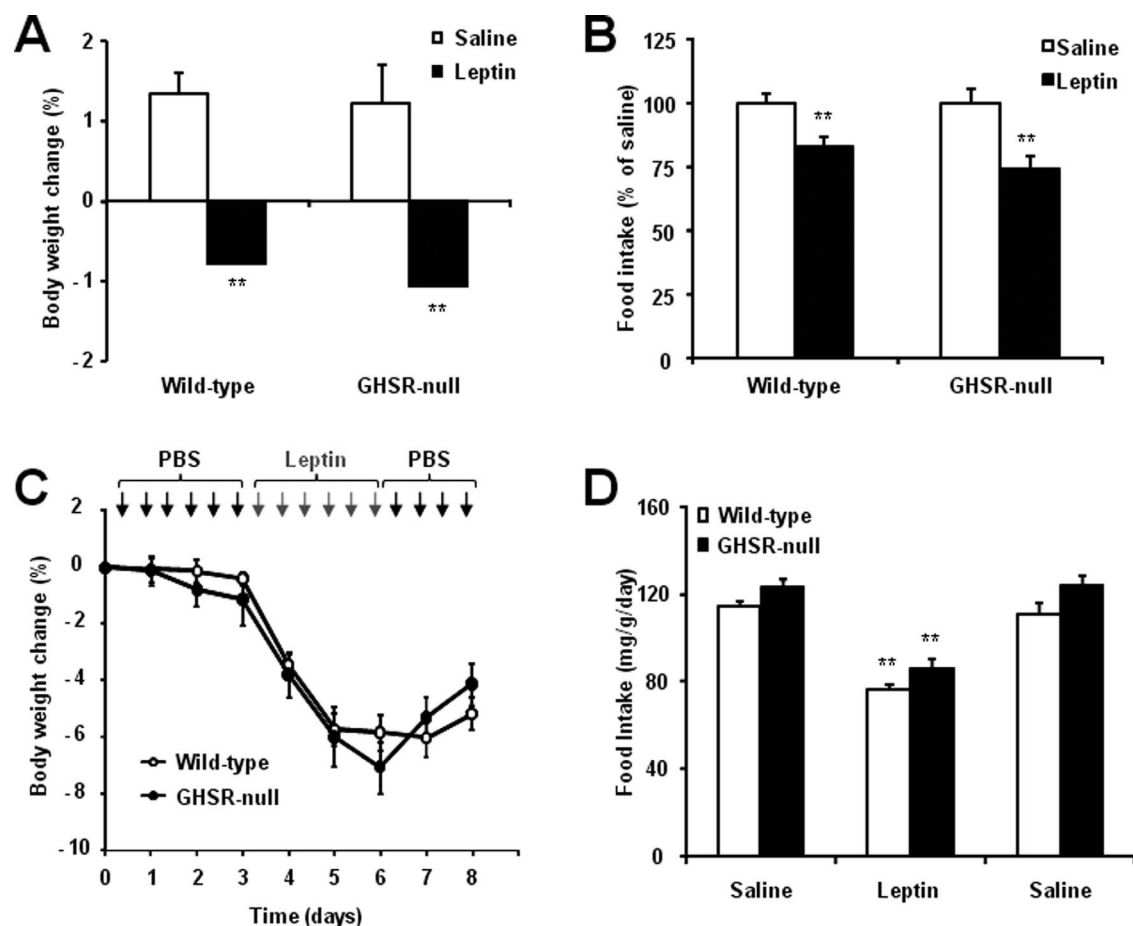 A
Body weight change (%)
2
1
0
- 1
- 2
Saline
Leptin
**
**
Wild-type
GHSR-null
B
Food intake (% of saline)
125
100
75
50
25
0
Saline
Leptin
**
**
Wild-type
GHSR-null
C
PBS
Leptin
PBS
Body weight change (%)
2
0
- 2
- 4
- 6
- 8
- 10
Wild-type
GHSR-null
0 1 2 3 4 5 6 7 8
Time (days)
D
Food Intake (mg/g/day)
160
120
80
40
0
Wild-type
GHSR-null
**
**
Saline
Leptin
Saline